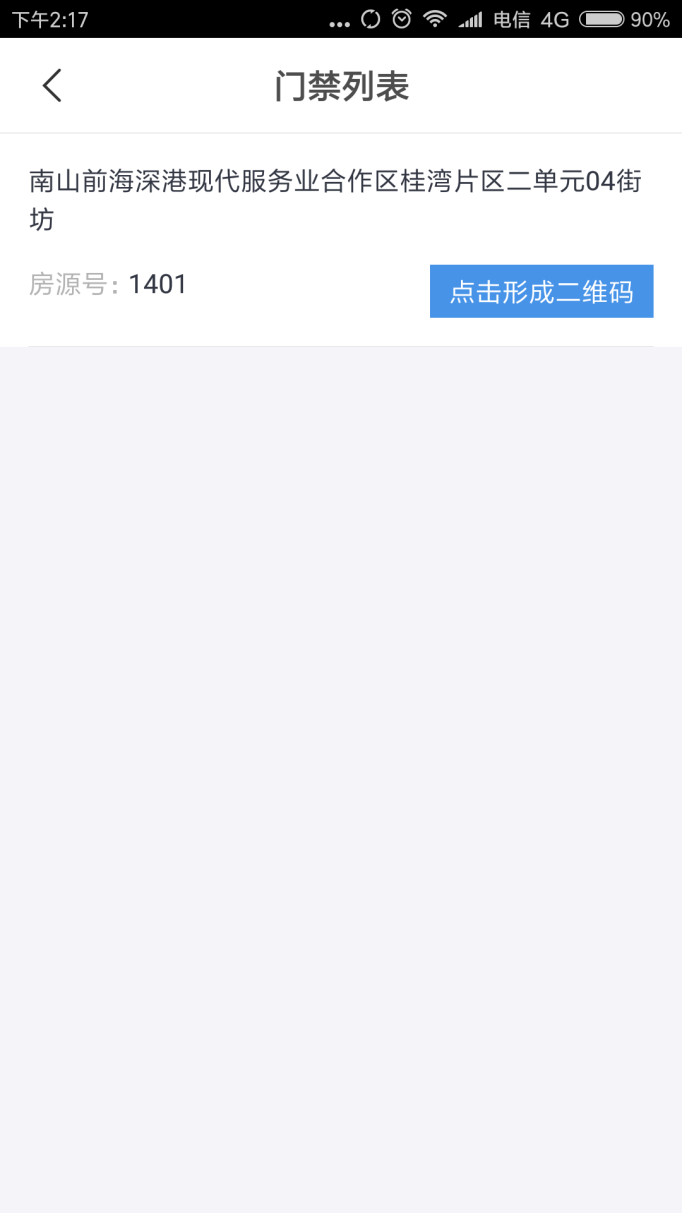 下午2:17
... 电信 4G 90%
门禁列表
南山前海深港现代服务业合作区桂湾片区二单元04街
坊
房源号：1401
点击形成二维码